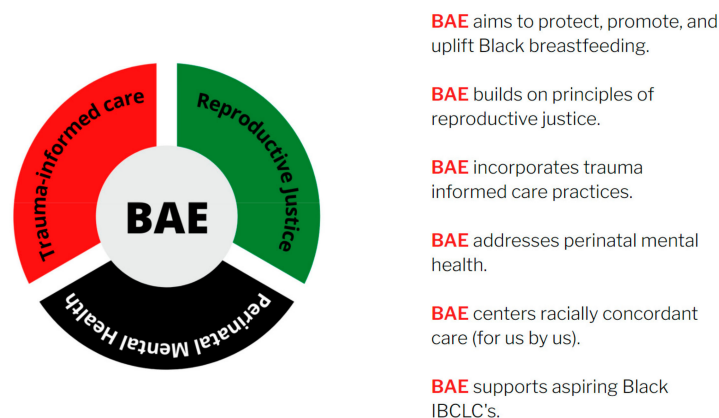 Trauma-informed care
Reproductive Justice
BAE
Perinatal Mental Health
BAE aims to protect, promote, and
uplift Black breastfeeding.
BAE builds on principles of
reproductive justice.
BAE incorporates trauma
informed care practices.
BAE addresses perinatal mental
health.
BAE centers racially concordant
care (for us by us).
BAE supports aspiring Black
IBCLC's.